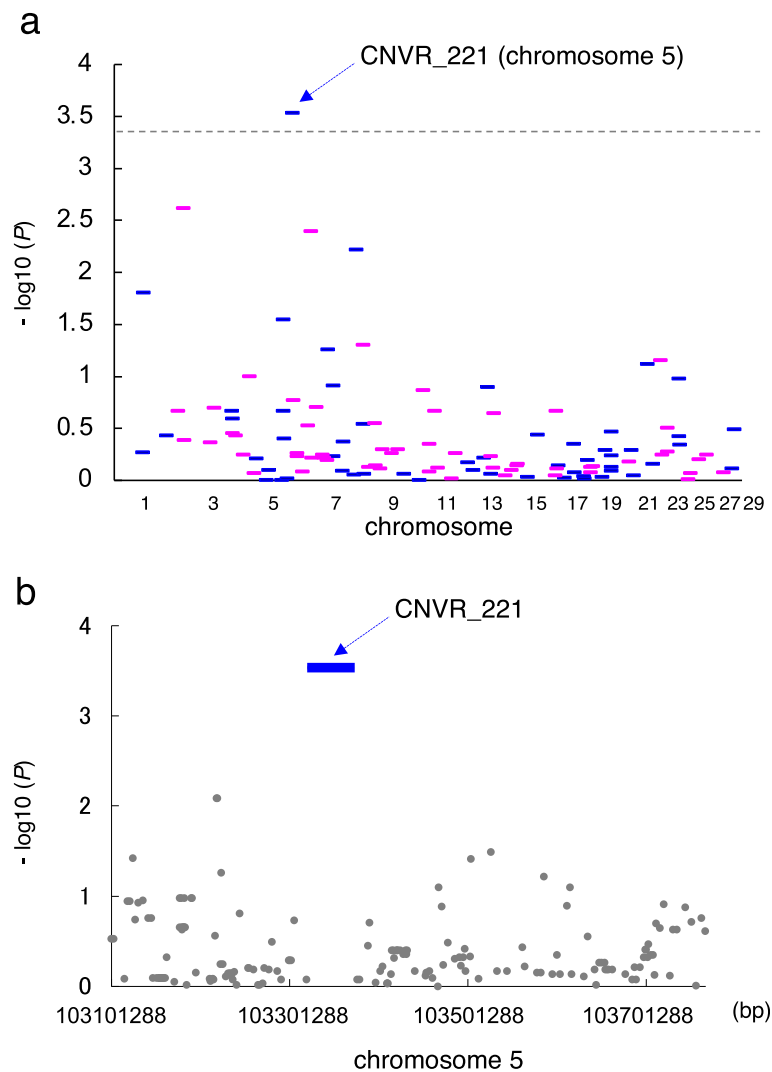 a
CNVR_221 (chromosome 5)
4
3.5
3
2.5
2
1.5
1
0.5
0
- log10 (P)
1 3 5 7 9 11 13 15 17 19 21 23 25 27 29
chromosome
b
CNVR_221
4
3
2
1
0
- log10 (P)
103101288 103301288 103501288 103701288 (bp)
chromosome 5